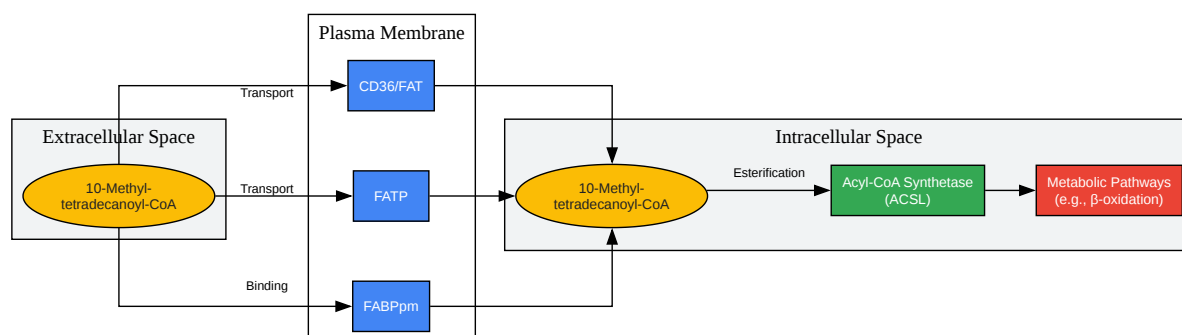 Plasma Membrane
CD36/FAT
Transport
Extracellular Space
Intracellular Space
10-Methyl-
tetradecanoyl-CoA
Transport
FATP
10-Methyl-
tetradecanoyl-CoA
Esterification
Acyl-CoA Synthetase
(ACSL)
Metabolic Pathways
(e.g., β-oxidation)
Binding
FABPpm